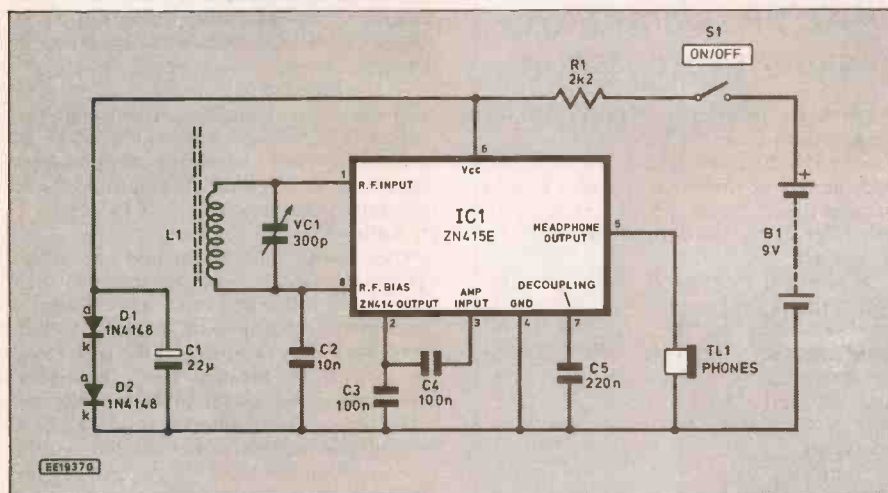 S1
ON/OFF
R1
2k2
6
Vcc
1
R.F. INPUT
L1
VC1
300p
IC1
ZN415E
HEADPHONE
OUTPUT
5
+
B1
9V
8
R.F. BIAS
ZN414 OUTPUT
AMP
INPUT
GND
DECOUPLING
2
3
4
7
a
D1
1N4148
k
C1
22µ
a
D2
1N4148
k
C2
10n
C3
100n
C4
100n
C5
220n
TL1
PHONES
EE1937G